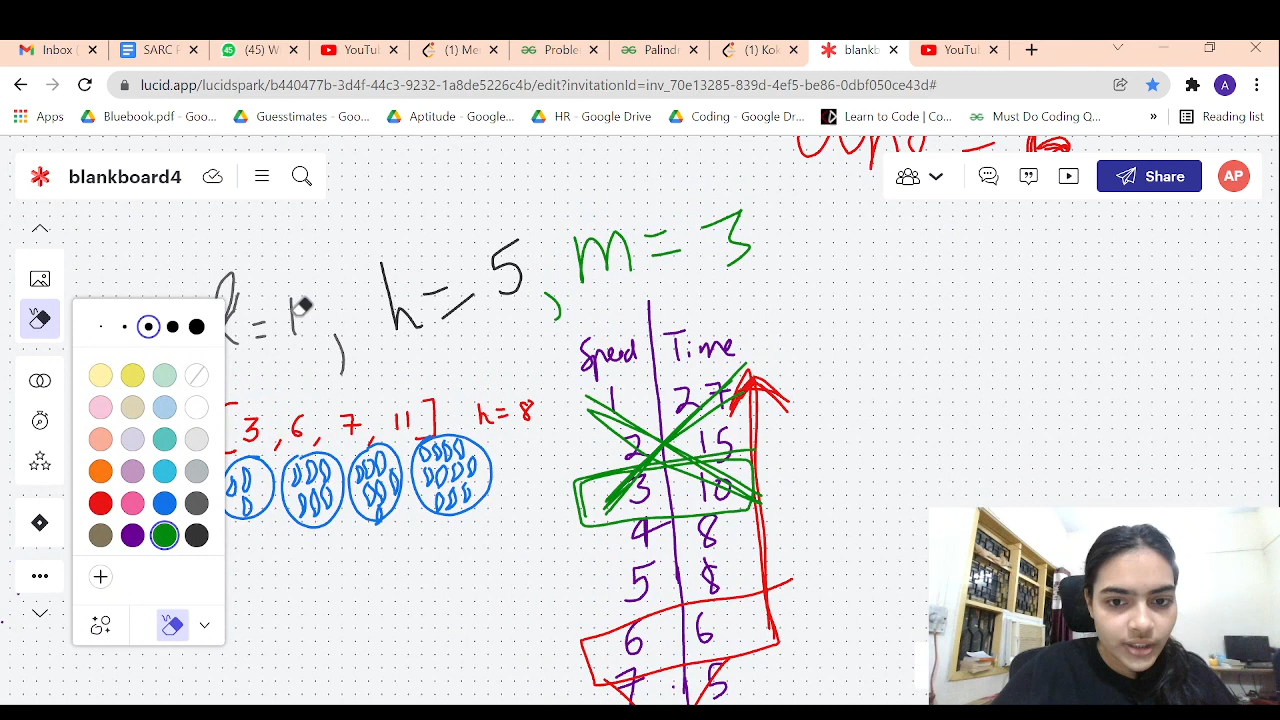 Inbox (
SARC F
(45) W
YouTu
(1) Me
Proble
Palindr
(1) Kok
blankb
YouTu
lucid.app/lucidspark/b440477b-3d4f-44c3-9232-1a8de5226c4b/edit?invitationId=inv_70e13285-839d-4ef5-be86-0dbf050ce43d#
A
Apps
Bluebook.pdf - Goo...
Guesstimates - Goo...
Aptitude - Google...
HR - Google Drive
Coding - Google Dr...
Learn to Code | Co...
Must Do Coding Q...
»
Reading list
blankboard4
Share
AP
l = 1, h = 5, m = 3
Speed Time
1 27
[3, 6, 7, 11] h = 8
2 15
3 10
4 8
5 8
6 6
7 5